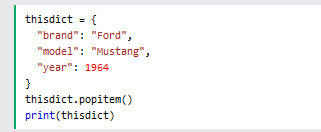 thisdict = {
  "brand": "Ford",
  "model": "Mustang",
  "year": 1964
}
thisdict.popitem()
print(thisdict)